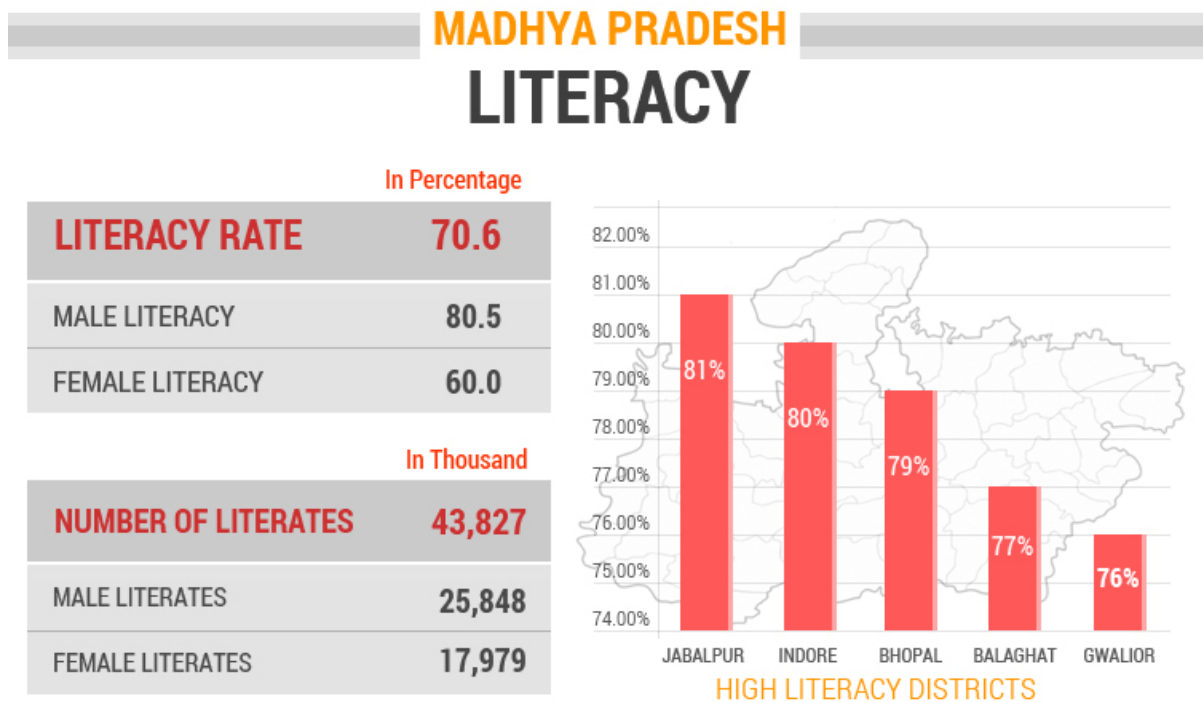 MADHYA PRADESH
LITERACY
In Percentage
LITERACY RATE 70.6
MALE LITERACY 80.5
FEMALE LITERACY 60.0
In Thousand
NUMBER OF LITERATES 43,827
MALE LITERATES 25,848
FEMALE LITERATES 17,979
82.00%
81.00%
80.00%
79.00%
78.00%
77.00%
76.00%
75.00%
74.00%
81%
80%
79%
77%
76%
JABALPUR INDORE BHOPAL BALAGHAT GWALIOR
HIGH LITERACY DISTRICTS